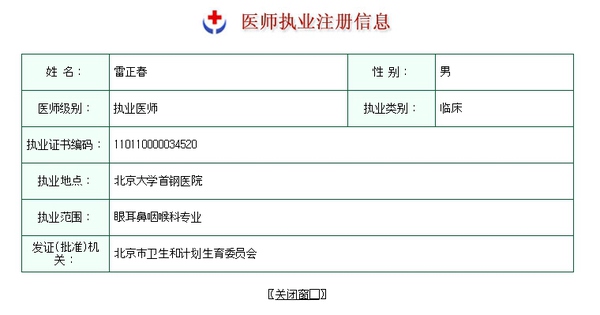 医师执业注册信息
姓 名： 雷正春 性 别： 男
医师级别： 执业医师 执业类别： 临床
执业证书编码： 110110000034520
执业地点： 北京大学首钢医院
执业范围： 眼耳鼻咽喉科专业
发证(批准)机
关： 北京市卫生和计划生育委员会
〖关闭窗口〗